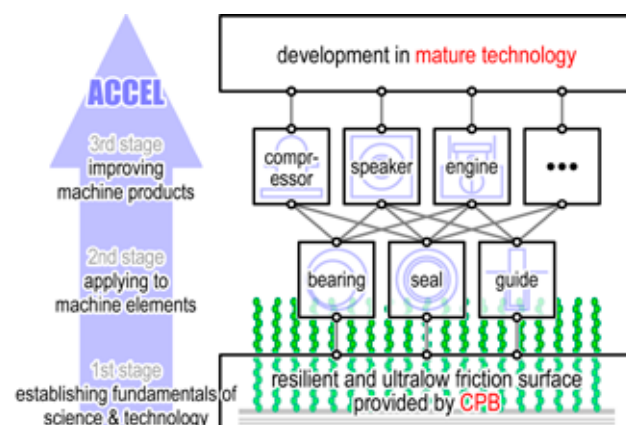 development in mature technology
ACCEL
3rd stage
improving
machine products
compr-
essor
speaker
engine
•••
2nd stage
applying to
machine elements
bearing
seal
guide
1st stage
establishing fundamentals of
science & technology
resilient and ultralow friction surface
provided by CPB